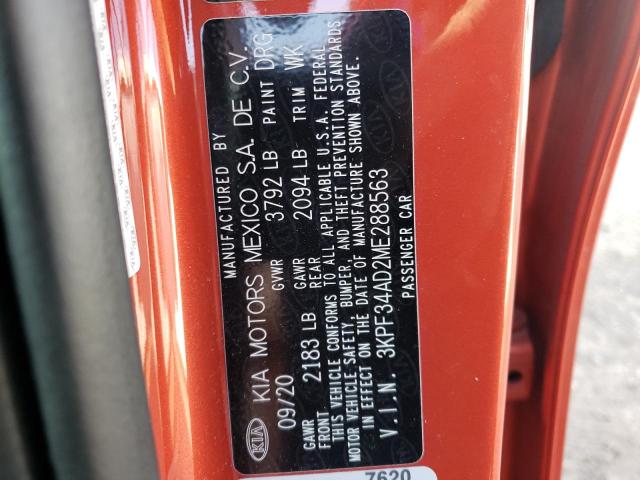 MANUFACTURED BY
KIA KIA MOTORS MEXICO S.A. DE C.V.
09/20 GVWR 3792 LB PAINT DRG
GAWR FRONT 2183 LB GAWR REAR 2094 LB TRIM WK
THIS VEHICLE CONFORMS TO ALL APPLICABLE U.S.A. FEDERAL
MOTOR VEHICLE SAFETY, BUMPER, AND THEFT PREVENTION STANDARDS
IN EFFECT ON THE DATE OF MANUFACTURE SHOWN ABOVE.
V.I.N. 3KPF34AD2ME288563
PASSENGER CAR
7620